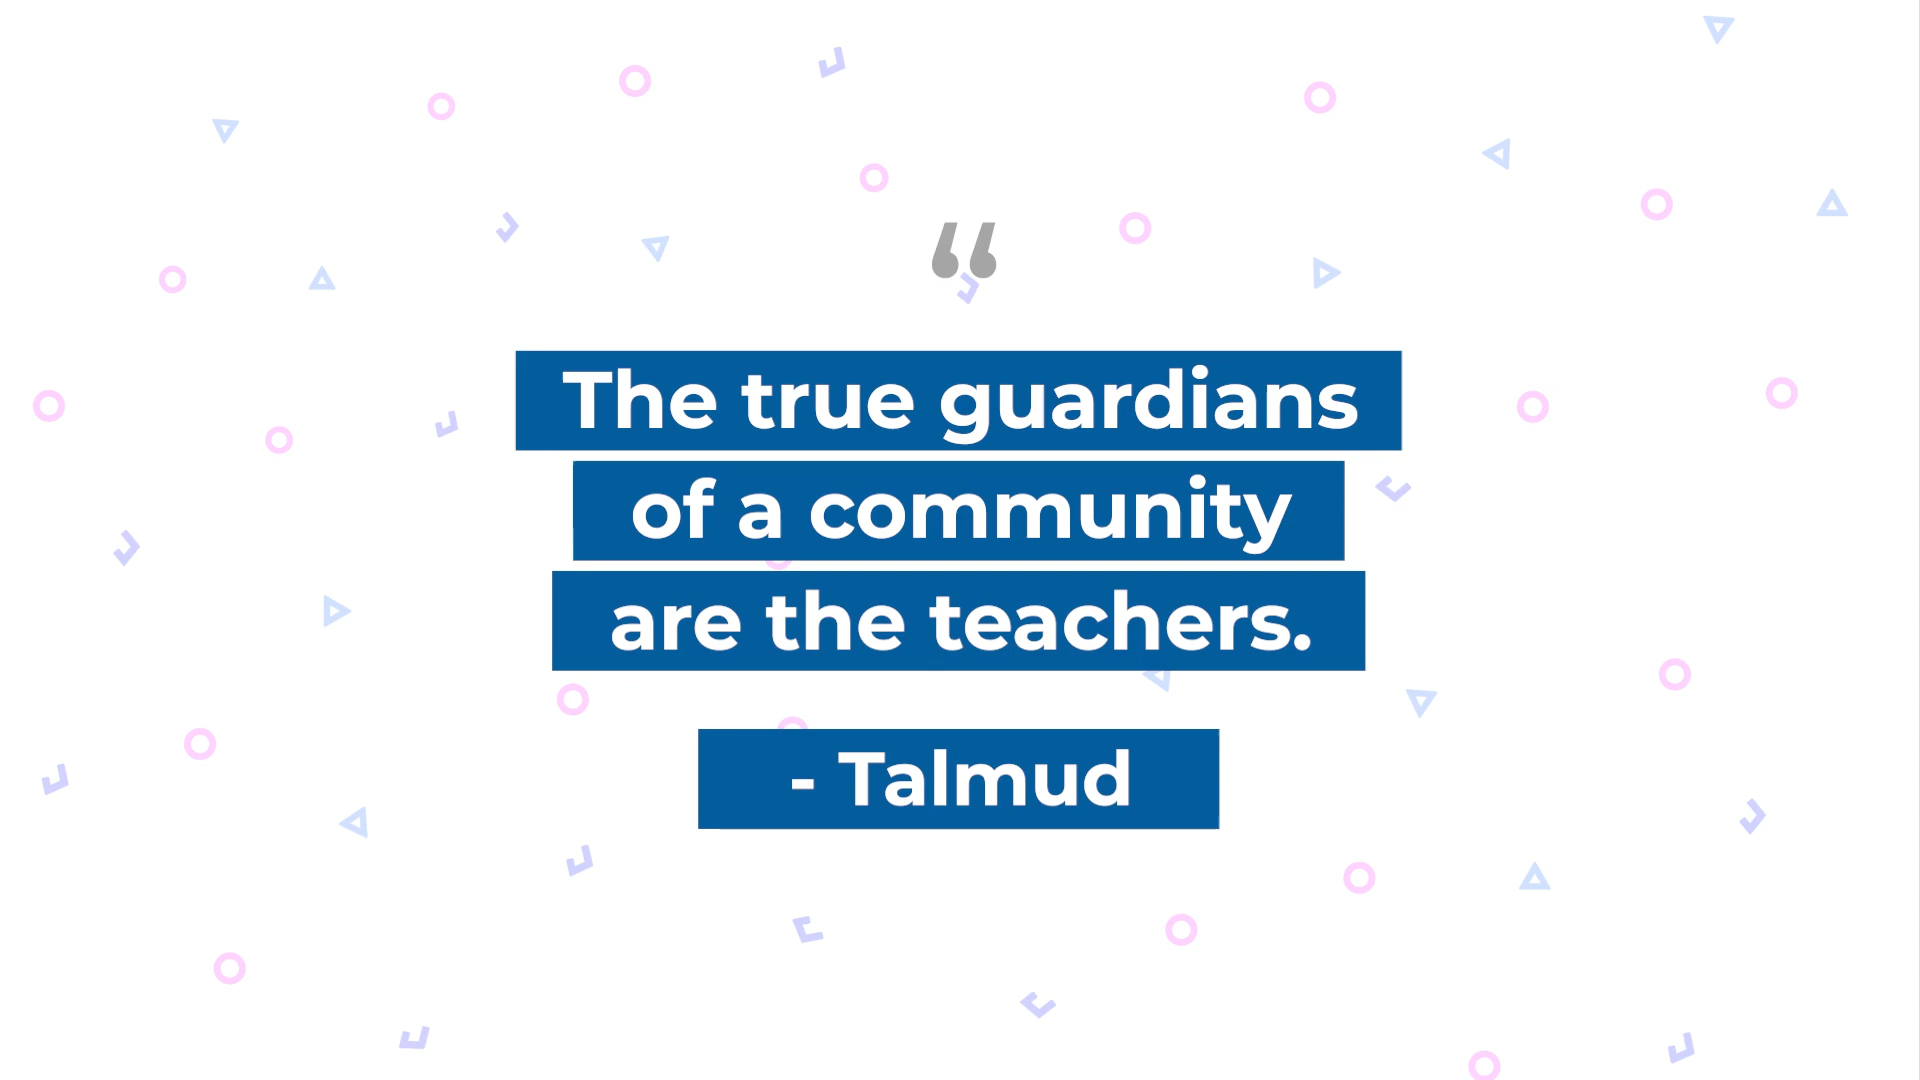 “
The true guardians
of a community
are the teachers.
- Talmud